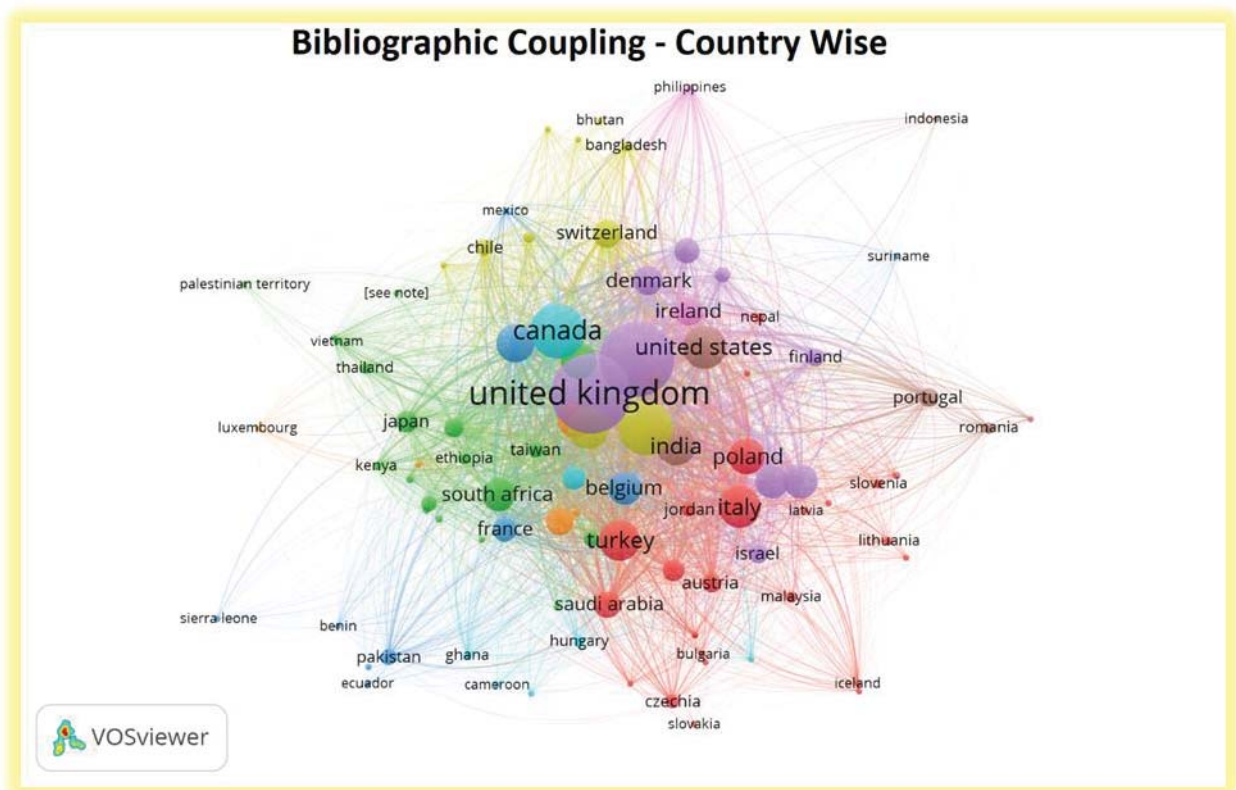 Bibliographic Coupling - Country Wise
philippines
indonesia
bhutan
bangladesh
mexico
switzerland
chile
suriname
denmark
palestinian territory
[see note]
ireland
nepal
canada
vietnam
united states
finland
thailand
united kingdom
portugal
japan
luxembourg
romania
taiwan
india
ethiopia
poland
kenya
slovenia
belgium
south africa
jordan
italy
latvia
france
turkey
lithuania
israel
austria
malaysia
saudi arabia
sierra leone
benin
hungary
pakistan
ghana
bulgaria
ecuador
cameroon
iceland
czechia
slovakia
VOSviewer